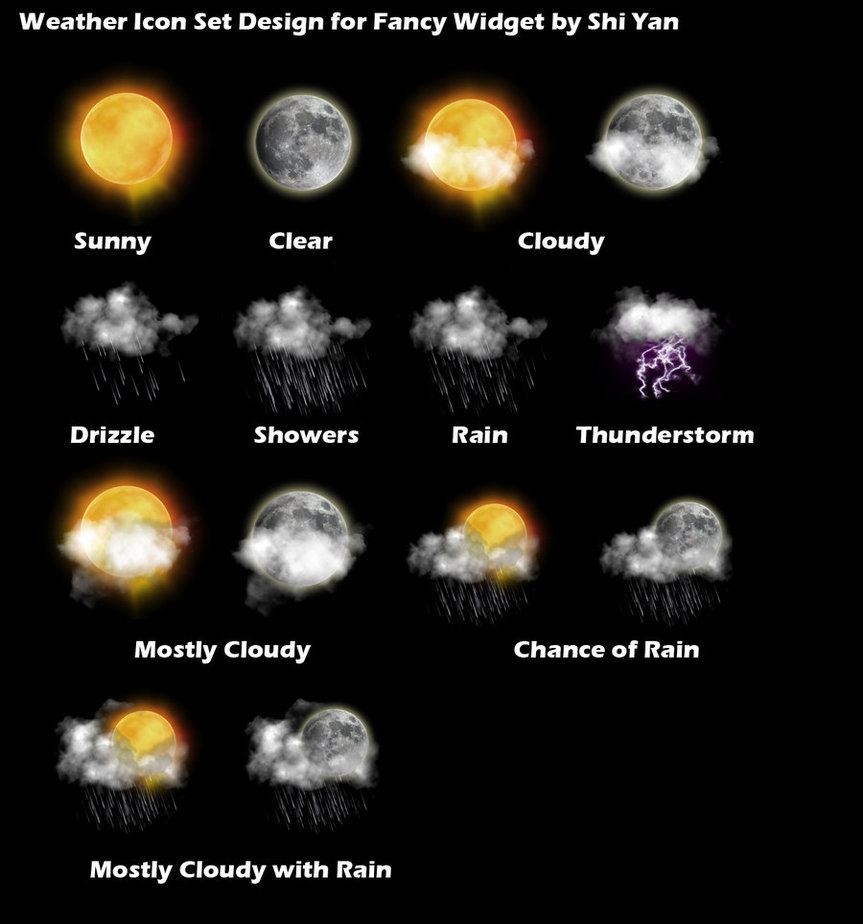 Weather Icon Set Design for Fancy Widget by Shi Yan
Sunny
Clear
Cloudy
Drizzle
Showers
Rain
Thunderstorm
Mostly Cloudy
Chance of Rain
Mostly Cloudy with Rain